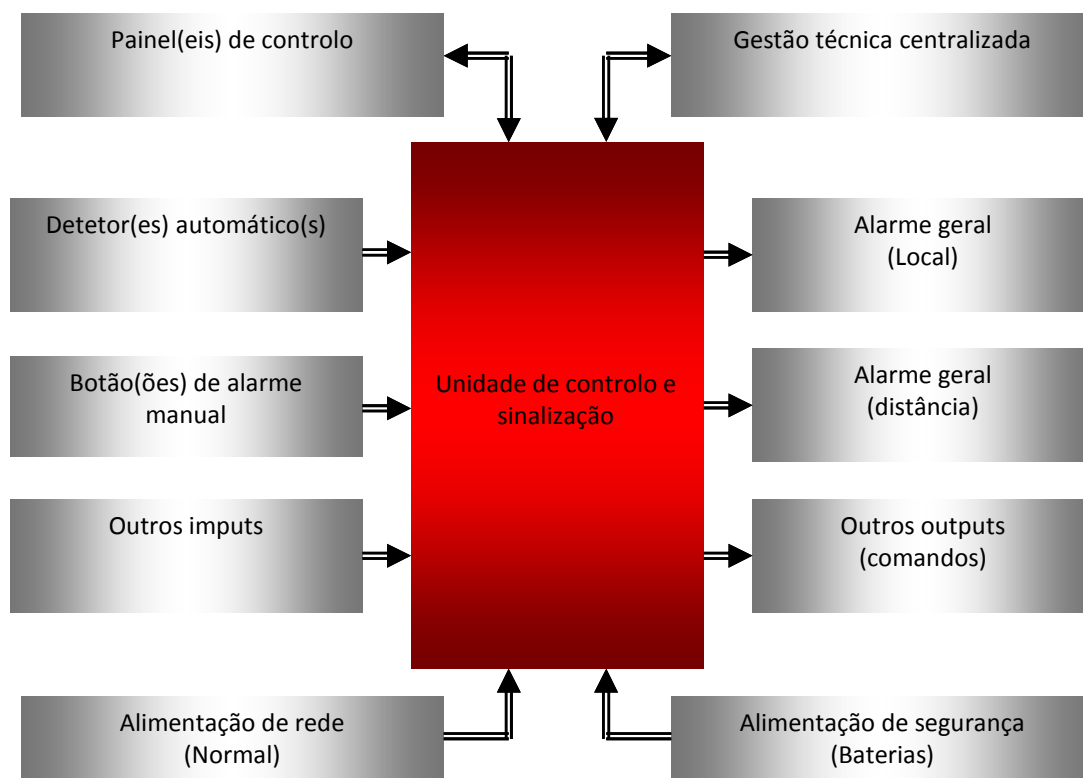 Painel(eis) de controlo
Gestão técnica centralizada
Detetor(es) automático(s)
Alarme geral
(Local)
Botão(ões) de alarme
manual
Unidade de controlo e
sinalização
Alarme geral
(distância)
Outros imputs
Outros outputs
(comandos)
Alimentação de rede
(Normal)
Alimentação de segurança
(Baterias)